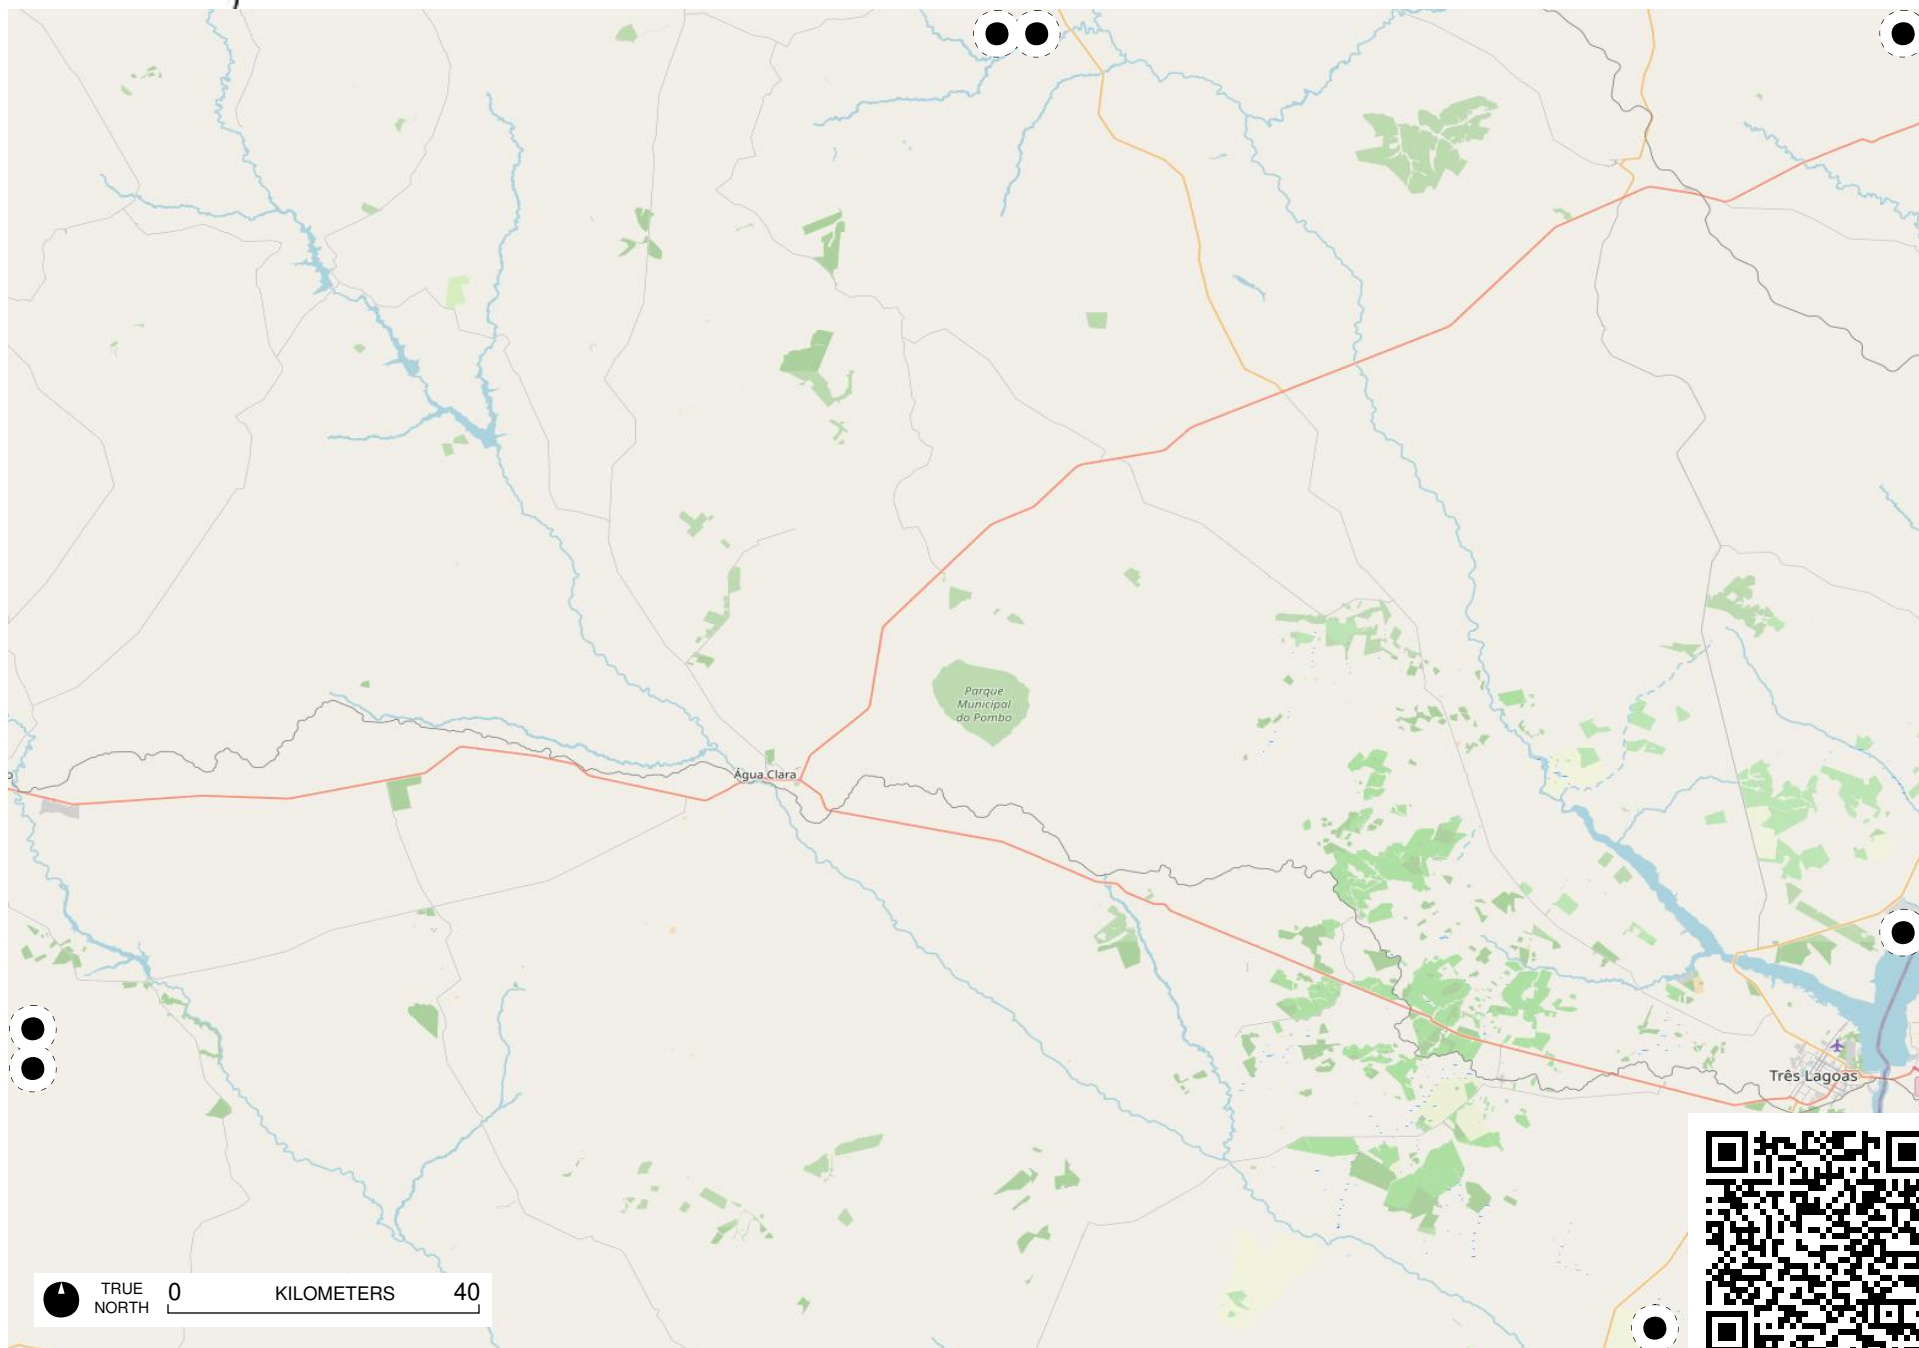 Parque
Municipal
do Pombo
Água Clara
Três Lagoas
TRUE
NORTH
0
KILOMETERS
40